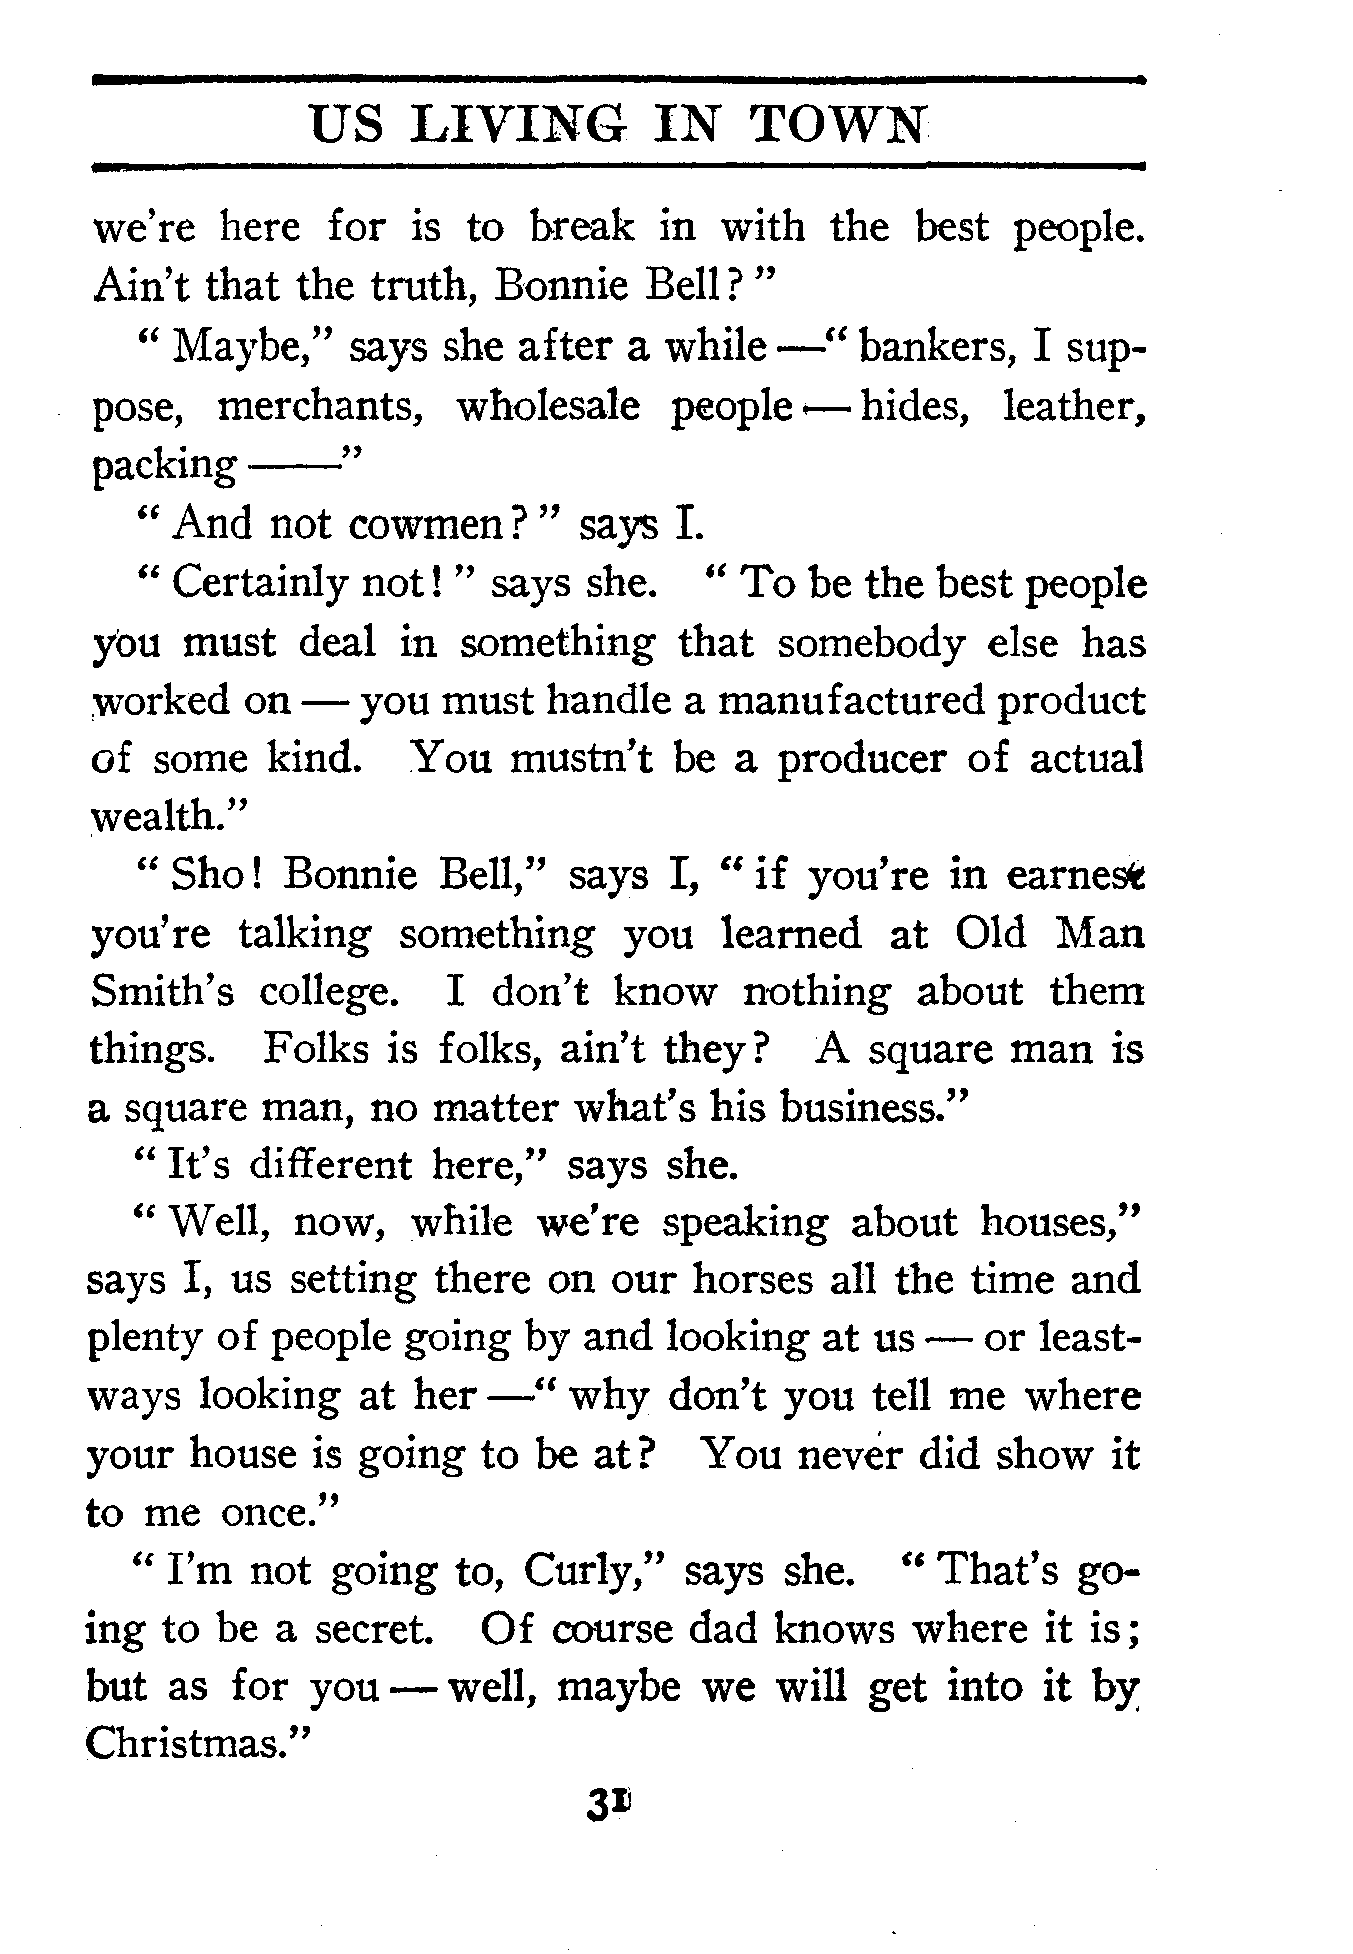 US LIVING IN TOWN
we're here for is to break in with the best people.
Ain't that the truth, Bonnie Bell? "
" Maybe," says she after a while —" bankers, I sup-
pose, merchants, wholesale people — hides, leather,
packing ——"
" And not cowmen? " says I.
" Certainly not! " says she. " To be the best people
you must deal in something that somebody else has
worked on — you must handle a manufactured product
of some kind. You mustn't be a producer of actual
wealth."
" Sho! Bonnie Bell," says I, " if you're in earnest
you're talking something you learned at Old Man
Smith's college. I don't know nothing about them
things. Folks is folks, ain't they? A square man is
a square man, no matter what's his business."
" It's different here," says she.
" Well, now, while we're speaking about houses,"
says I, us setting there on our horses all the time and
plenty of people going by and looking at us — or least-
ways looking at her —" why don't you tell me where
your house is going to be at? You never did show it
to me once."
" I'm not going to, Curly," says she. " That's go-
ing to be a secret. Of course dad knows where it is;
but as for you — well, maybe we will get into it by
Christmas."
31